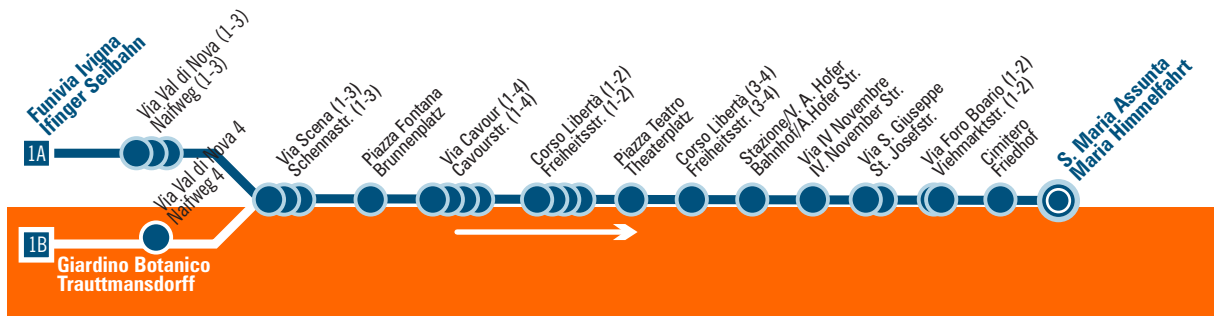 Funivia Ivigna
Ifinger Seilbahn
Via Val di Nova (1-3)
Naifweg (1-3)
1A
Via Val di Nova 4
Naifweg 4
1B
Giardino Botanico
Trauttmansdorff
Via Scena (1-3)
Schennastr. (1-3)
Piazza Fontana
Brunnenplatz
Via Cavour (1-4)
Cavourstr. (1-4)
Corso Libertà (1-2)
Freiheitsstr. (1-2)
Piazza Teatro
Theaterplatz
Corso Libertà (3-4)
Freiheitsstr. (3-4)
Stazione/V. A. Hofer
Bahnhof/A.Hofer Str.
Via IV Novembre
IV. November Str.
Via S. Giuseppe
St. Josefstr.
Via Foro Boario (1-2)
Viehmarktstr. (1-2)
Cimitero
Friedhof
S. Maria Assunta
Maria Himmelfahrt